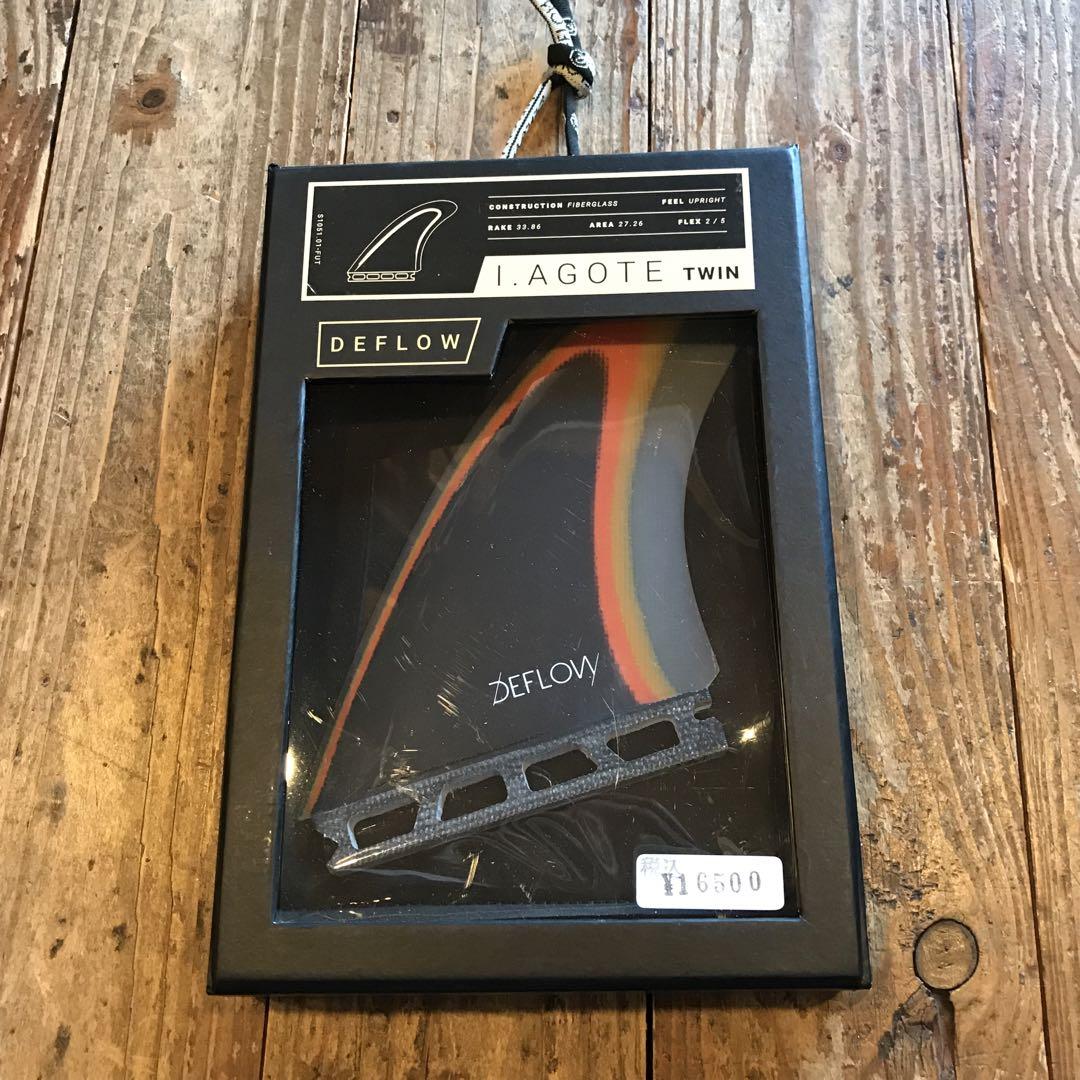 S1051.01-FUT
CONSTRUCTION FIBERGLASS FEEL UPRIGHT
RAKE 33.86 AREA 27.26 FLEX 2 / 5
I. AGOTE TWIN
DEFLOW
DEFLOW
税込
¥16500